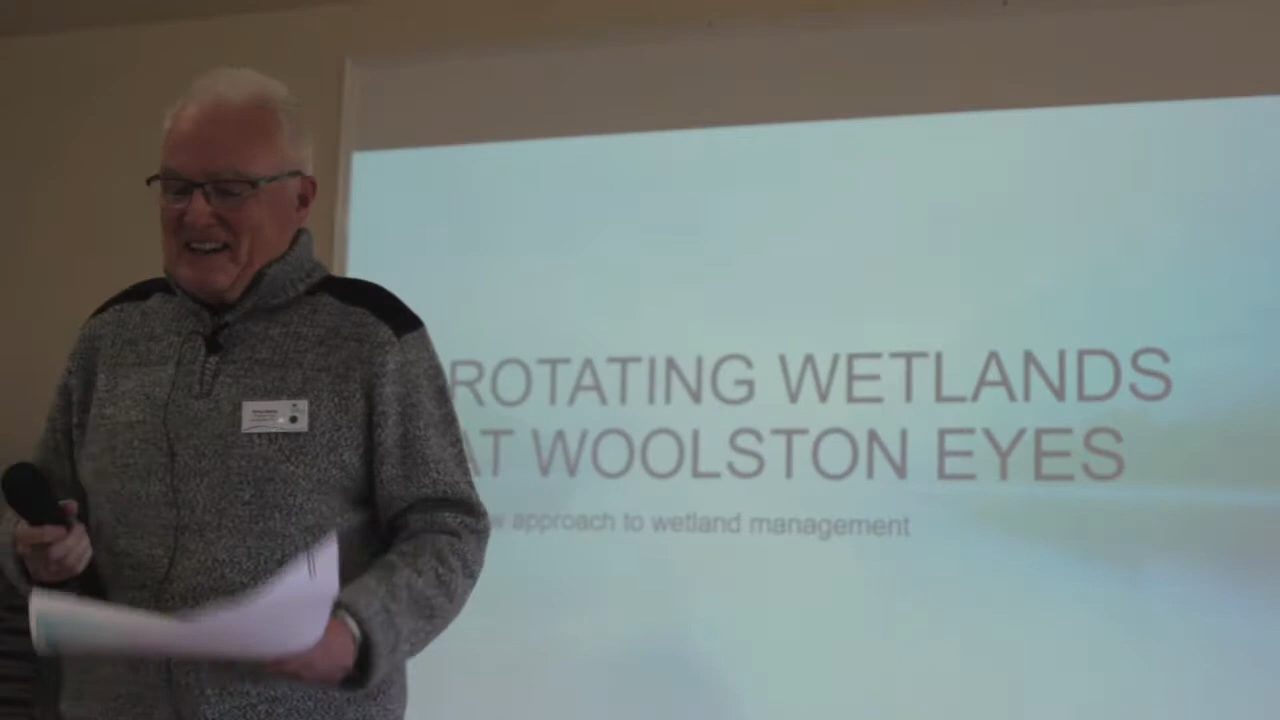 ROTATING WETLANDS
AT WOOLSTON EYES
approach to wetland management